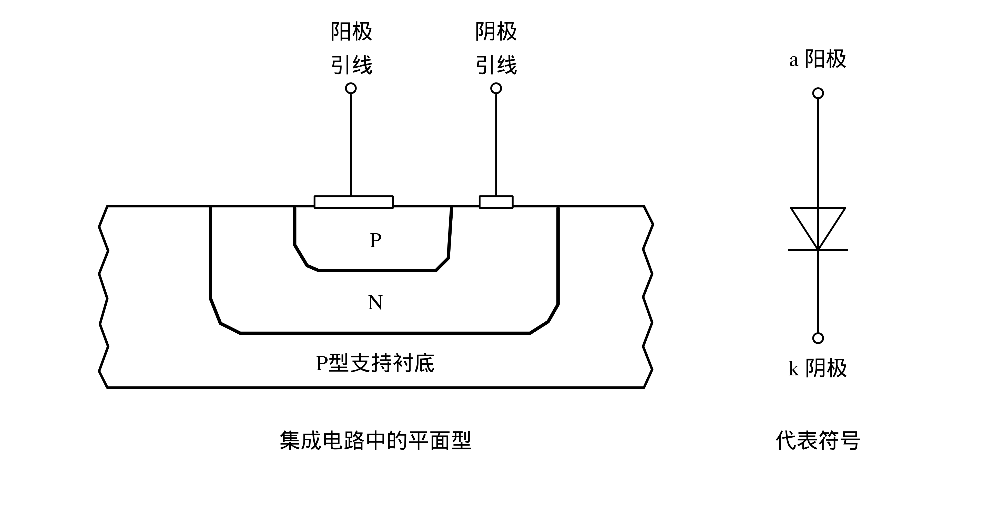 阳极
引线
阴极
引线
P
N
P型支持衬底
集成电路中的平面型
a 阳极
k 阴极
代表符号